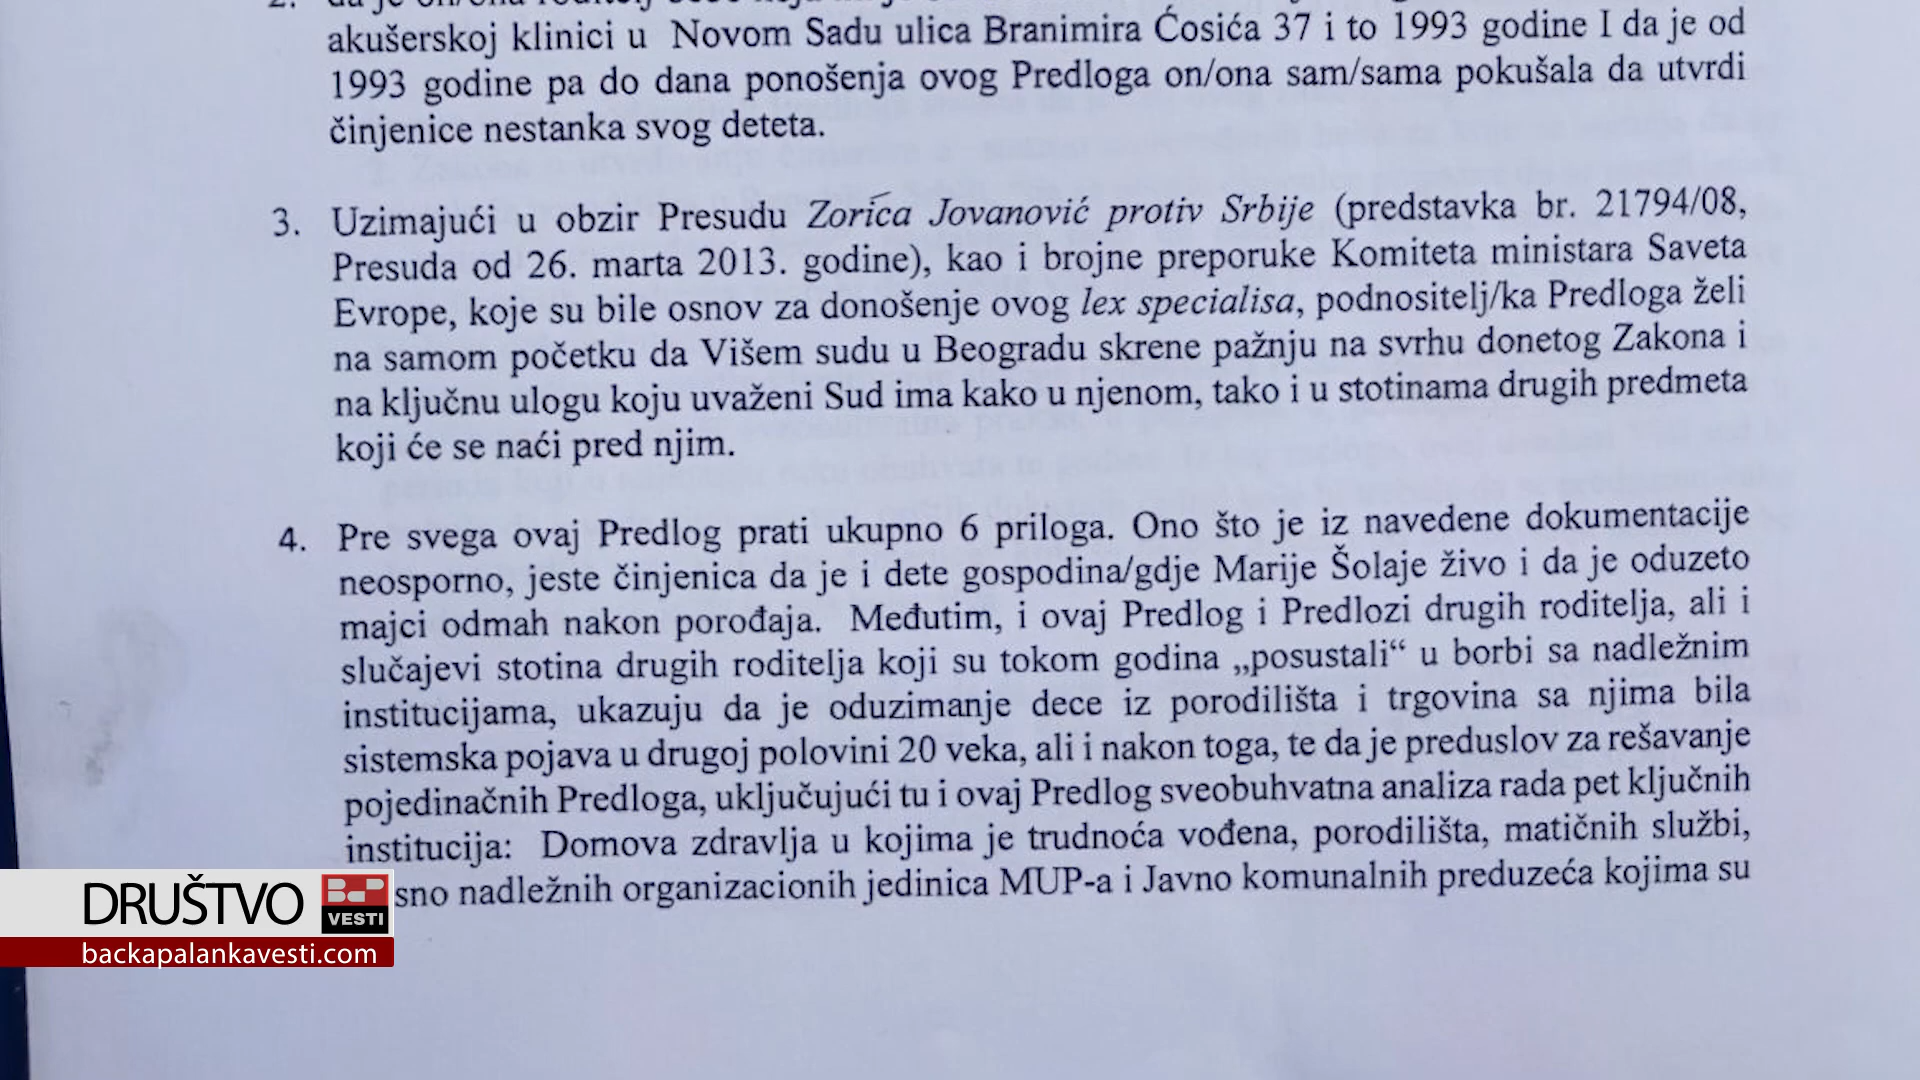 2.
akušerskoj klinici u Novom Sadu ulica Branimira Ćosića 37 i to 1993 godine I da je od
1993 godine pa do dana ponošenja ovog Predloga on/ona sam/sama pokušala da utvrdi
činjenice nestanka svog deteta.
3. Uzimajući u obzir Presudu Zorica Jovanović protiv Srbije (predstavka br. 21794/08,
Presuda od 26. marta 2013. godine), kao i brojne preporuke Komiteta ministara Saveta
Evrope, koje su bile osnov za donošenje ovog lex specialisa, podnositelj/ka Predloga želi
na samom početku da Višem sudu u Beogradu skrene pažnju na svrhu donetog Zakona i
na ključnu ulogu koju uvaženi Sud ima kako u njenom, tako i u stotinama drugih predmeta
koji će se naći pred njim.
4. Pre svega ovaj Predlog prati ukupno 6 priloga. Ono što je iz navedene dokumentacije
neosporno, jeste činjenica da je i dete gospodina/gdje Marije Šolaje živo i da je oduzeto
majci odmah nakon porođaja. Međutim, i ovaj Predlog i Predlozi drugih roditelja, ali i
slučajevi stotina drugih roditelja koji su tokom godina „posustali“ u borbi sa nadležnim
institucijama, ukazuju da je oduzimanje dece iz porodilišta i trgovina sa njima bila
sistemska pojava u drugoj polovini 20 veka, ali i nakon toga, te da je preduslov za rešavanje
pojedinačnih Predloga, uključujući tu i ovaj Predlog sveobuhvatna analiza rada pet ključnih
institucija: Domova zdravlja u kojima je trudnoća vođena, porodilišta, matičnih službi,
sno nadležnih organizacionih jedinica MUP-a i Javno komunalnih preduzeća kojima su
DRUŠTVO
BCP
VESTI
backapalankavesti.com